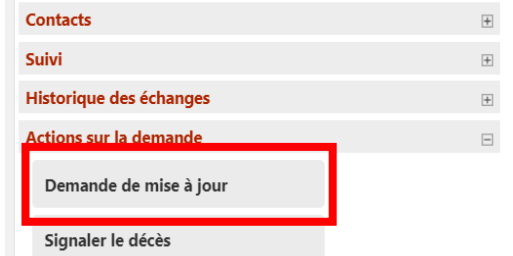 Contacts
Suivi
Historique des échanges
Actions sur la demande
Demande de mise à jour
Signaler le décès